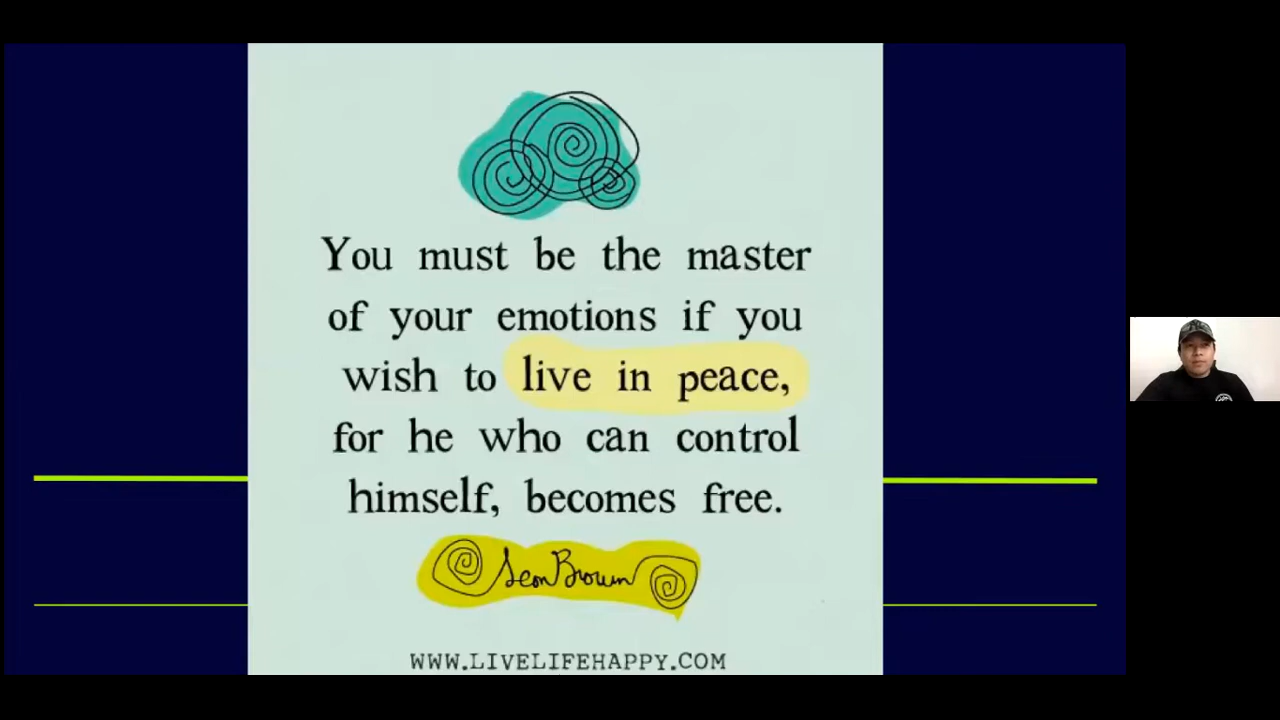 You must be the master
of your emotions if you
wish to live in peace,
for he who can control
himself, becomes free.
Leon Brown
WWW.LIVELIFEHAPPY.COM